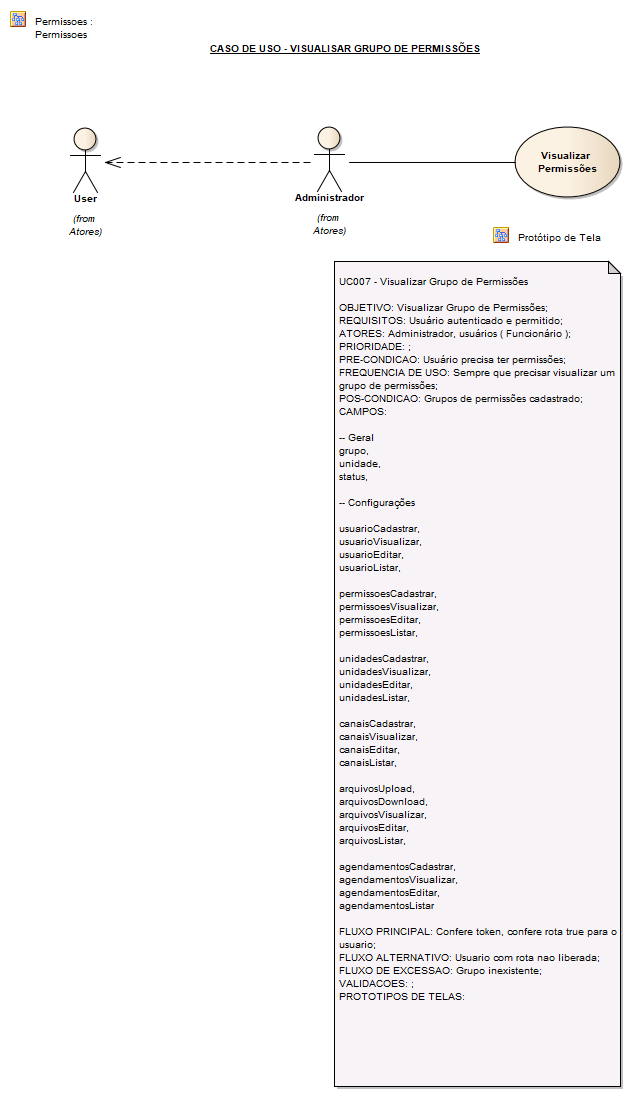 Permissoes :
Permissoes
CASO DE USO - VISUALISAR GRUPO DE PERMISSÕES
User
(from
Atores)
Administrador
(from
Atores)
Visualizar
Permissões
Protótipo de Tela
UC007 - Visualizar Grupo de Permissões
OBJETIVO: Visualizar Grupo de Permissões;
REQUISITOS: Usuário autenticado e permitido;
ATORES: Administrador, usuários ( Funcionário );
PRIORIDADE: ;
PRE-CONDICAO: Usuário precisa ter permissões;
FREQUENCIA DE USO: Sempre que precisar visualizar um
grupo de permissões;
POS-CONDICAO: Grupos de permissões cadastrado;
CAMPOS:
-- Geral
grupo,
unidade,
status,
-- Configurações
usuarioCadastrar,
usuarioVisualizar,
usuarioEditar,
usuarioListar,
permissoesCadastrar,
permissoesVisualizar,
permissoesEditar,
permissoesListar,
unidadesCadastrar,
unidadesVisualizar,
unidadesEditar,
unidadesListar,
canaisCadastrar,
canaisVisualizar,
canaisEditar,
canaisListar,
arquivosUpload,
arquivosDownload,
arquivosVisualizar,
arquivosEditar,
arquivosListar,
agendamentosCadastrar,
agendamentosVisualizar,
agendamentosEditar,
agendamentosListar
FLUXO PRINCIPAL: Confere token, confere rota true para o
usuario;
FLUXO ALTERNATIVO: Usuario com rota nao liberada;
FLUXO DE EXCESSAO: Grupo inexistente;
VALIDACOES: ;
PROTOTIPOS DE TELAS: